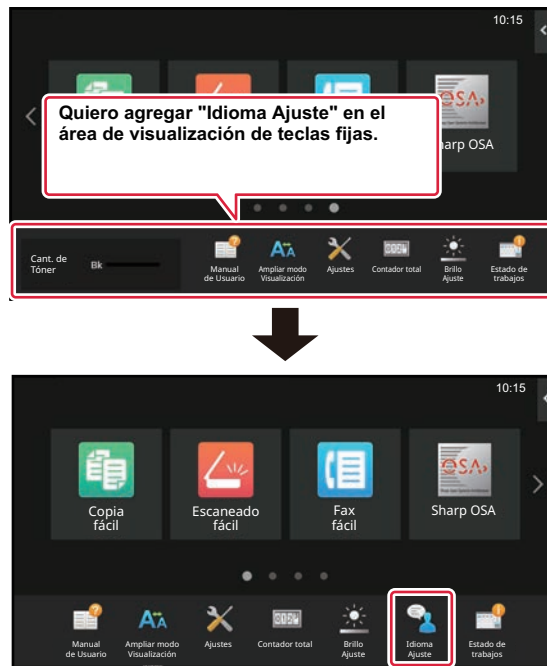 10:15
Quiero agregar "Idioma Ajuste" en el
área de visualización de teclas fijas.
OSA
arp OSA
Cant. de
Tóner
Bk
Manual
de Usuario
Ampliar modo
Visualización
Ajustes
Contador total
Brillo
Ajuste
Estado de
trabajos
10:15
Copia
fácil
Escaneado
fácil
Fax
fácil
OSA
Sharp OSA
Manual
de Usuario
Ampliar modo
Visualización
Ajustes
Contador total
Brillo
Ajuste
Idioma
Ajuste
Estado de
trabajos